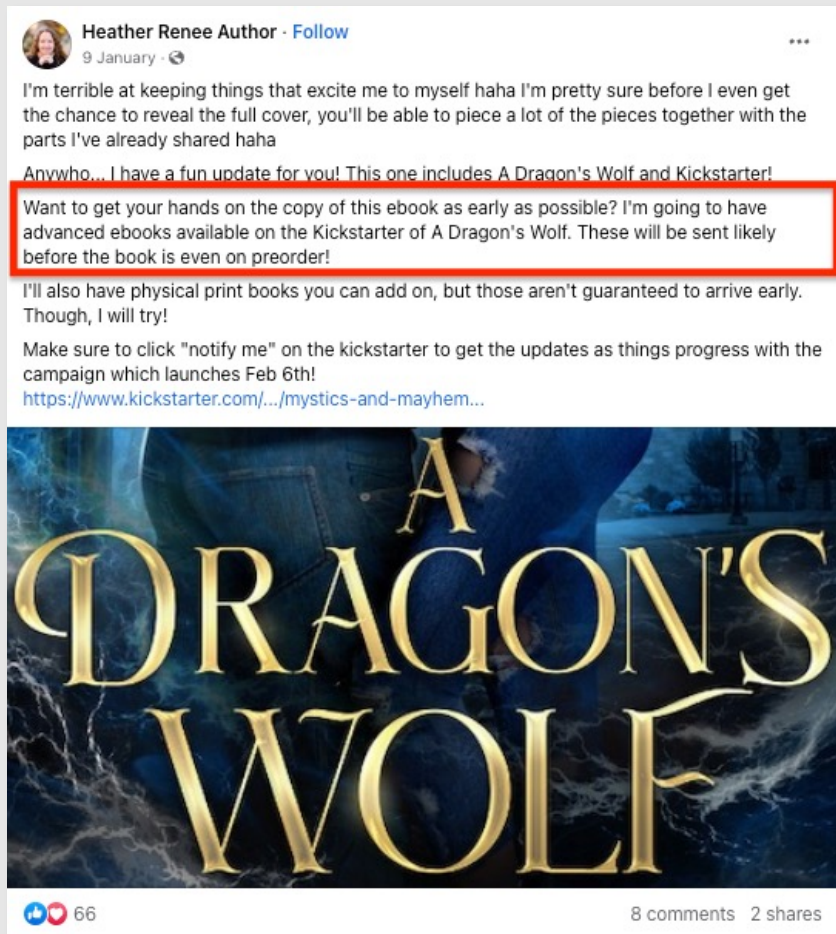 Heather Renee Author · Follow
9 January ·
I'm terrible at keeping things that excite me to myself haha I'm pretty sure before I even get
the chance to reveal the full cover, you'll be able to piece a lot of the pieces together with the
parts I've already shared haha
Anywho... I have a fun update for you! This one includes A Dragon's Wolf and Kickstarter!
Want to get your hands on the copy of this ebook as early as possible? I'm going to have
advanced ebooks available on the Kickstarter of A Dragon's Wolf. These will be sent likely
before the book is even on preorder!
I'll also have physical print books you can add on, but those aren't guaranteed to arrive early.
Though, I will try!
Make sure to click "notify me" on the kickstarter to get the updates as things progress with the
campaign which launches Feb 6th!
https://www.kickstarter.com/.../mystics-and-mayhem...
A
DRAGON'S
WOLF
66
8 comments 2 shares